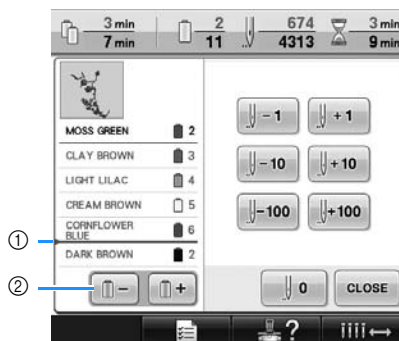 3 min
7 min
2
11
674
4313
3 min
9 min
MOSS GREEN 2
CLAY BROWN 3
LIGHT LILAC 4
CREAM BROWN 5
CORNFLOWER
BLUE 6
DARK BROWN 2
-1 +1
-10 +10
-100 +100
- +
0 CLOSE
?
①
②